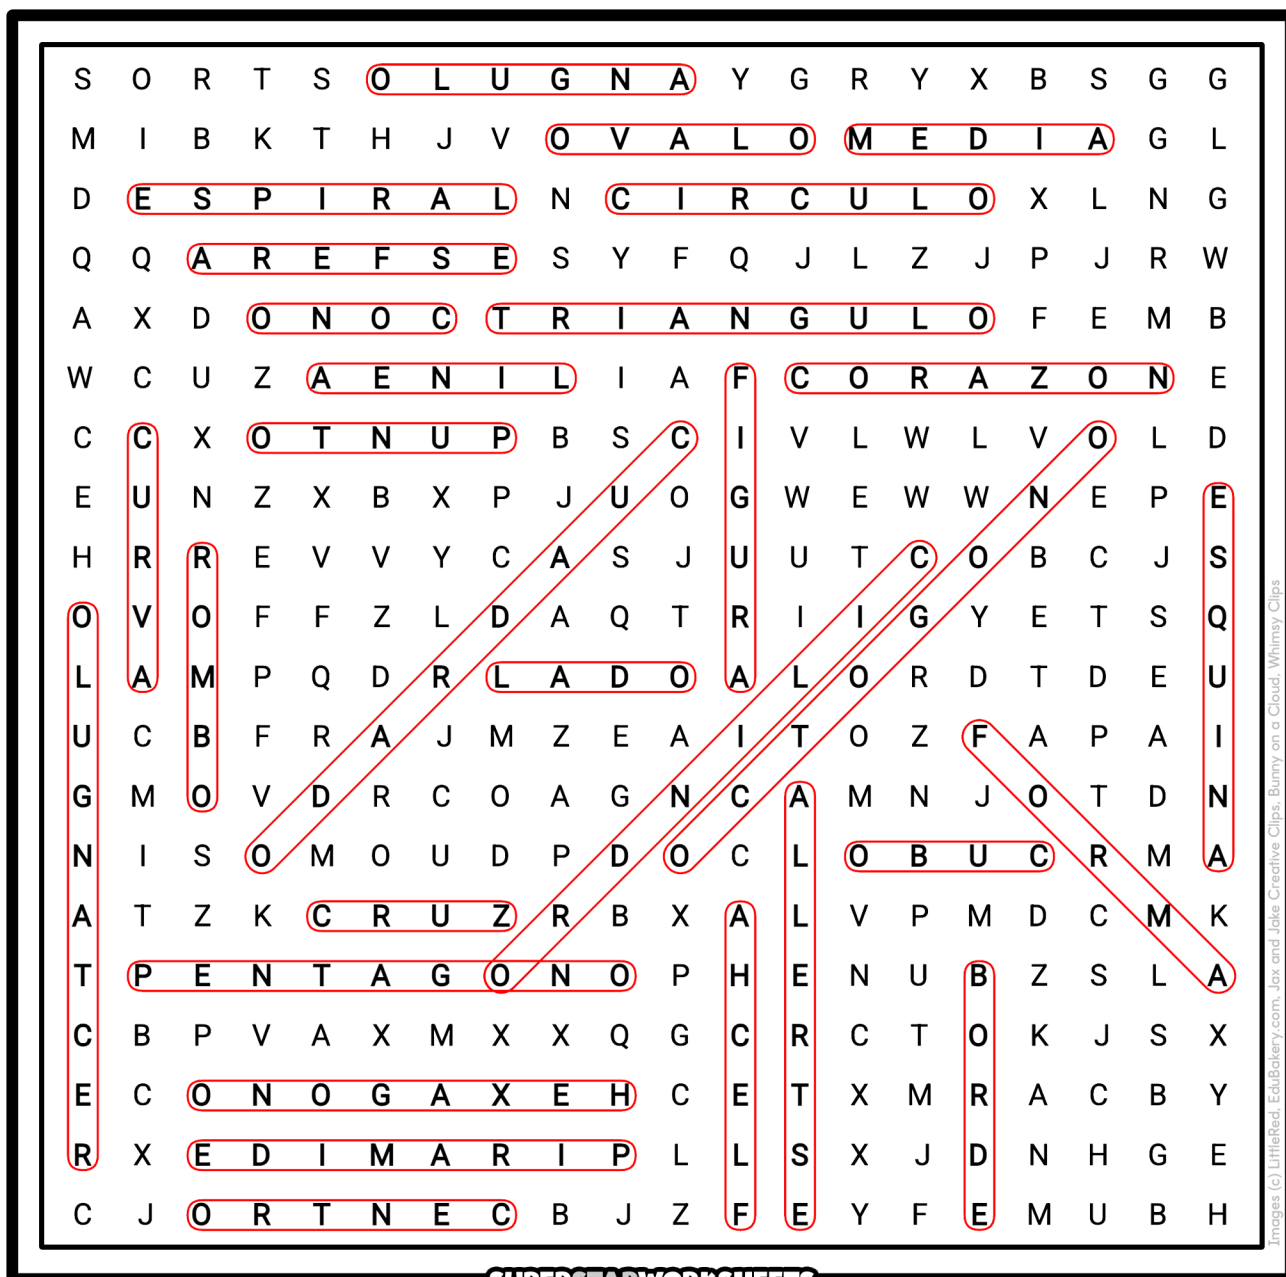 S O R T S O L U G N A Y G R Y X B S G G
M I B K T H J V O V A L O M E D I A G L
D E S P I R A L N C I R C U L O X L N G
Q Q A R E F S E S Y F Q J L Z J P J R W
A X D O N O C T R I A N G U L O F E M B
W C U Z A E N I L I A F C O R A Z O N E
C C X O T N U P B S C I V L W L V O L D
E U N Z X B X P J U O G W E W W N E P E
H R R E V V Y C A S J U U T C O B C J S
O V O F F Z L D A Q T R I I G Y E T S Q
L A M P Q D R L A D O A L O R D T D E U
U C B F R A J M Z E A I T O Z F A P A I
G M O V D R C O A G N C A M N J O T D N
N I S O M O U D P D O C L O B U C R M A
A T Z K C R U Z R B X A L V P M D C M K
T P E N T A G O N O P H E N U B Z S L A
C B P V A X M X X Q G C R C T O K J S X
E C O N O G A X E H C E T X M R A C B Y
R X E D I M A R I P L L S X J D N H G E
C J O R T N E C B J Z F E Y F E M U B H
Images (c) LittleRed, EduBakery.com, Jax and Jake Creative Clips, Bunny on a Cloud, Whimsy Clips